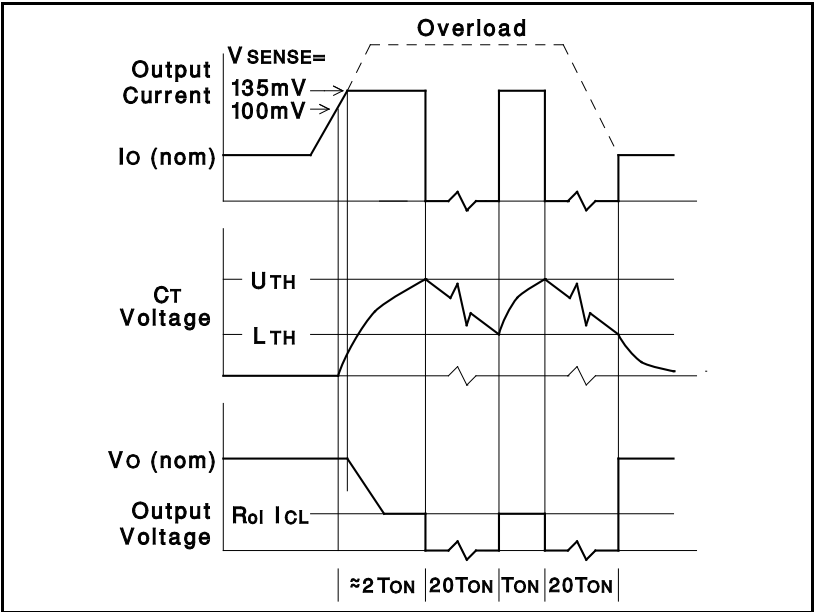 Overload
VSENSE=
Output
Current
135mV
100mV
IO (nom)
CT
Voltage
UTH
LTH
VO (nom)
Output
Voltage
Rol ICL
≈2TON 20TON TON 20TON